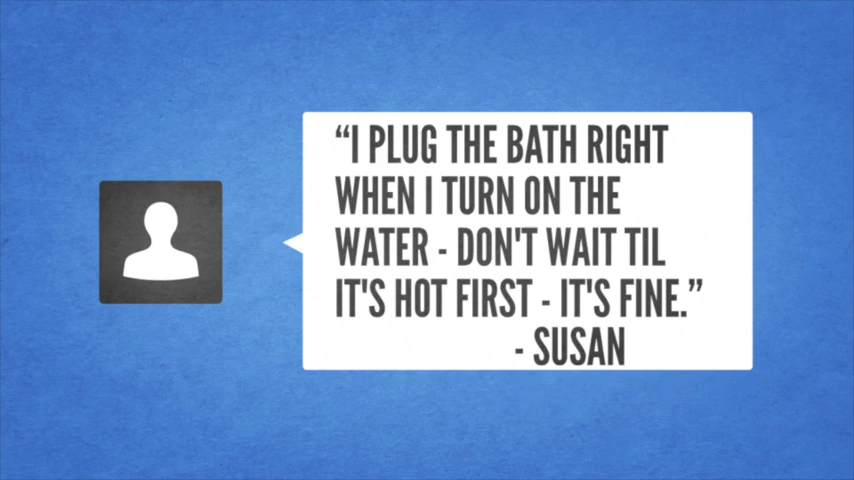 “I PLUG THE BATH RIGHT
WHEN I TURN ON THE
WATER - DON'T WAIT TIL
IT'S HOT FIRST - IT'S FINE.”
- SUSAN